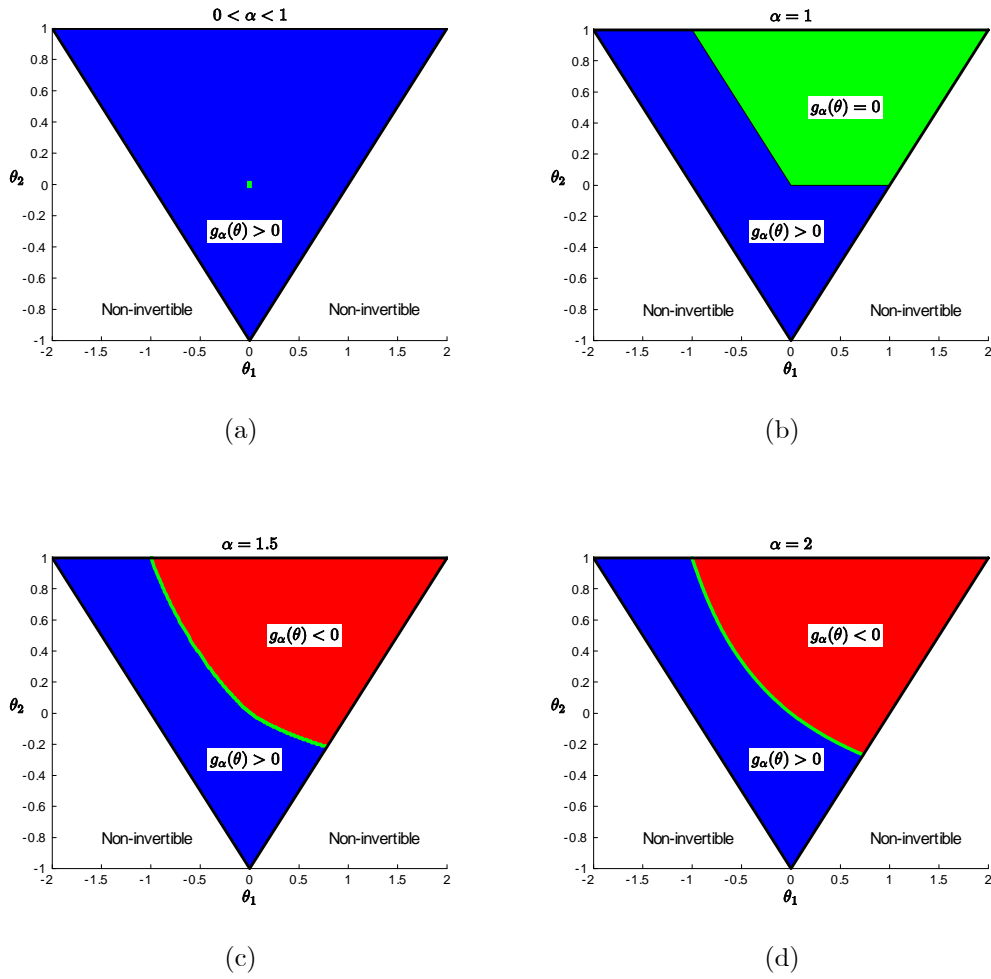 0 < α < 1
1
0.8
0.6
0.4
0.2
θ₂
0
-0.2
-0.4
-0.6
-0.8
-1
gα(θ) > 0
Non-invertible
Non-invertible
-2 -1.5 -1 -0.5 0 0.5 1 1.5 2
θ₁
(a)
α = 1
1
0.8
0.6
0.4
0.2
θ₂
0
-0.2
-0.4
-0.6
-0.8
-1
gα(θ) = 0
gα(θ) > 0
Non-invertible
Non-invertible
-2 -1.5 -1 -0.5 0 0.5 1 1.5 2
θ₁
(b)
α = 1.5
1
0.8
0.6
0.4
0.2
θ₂
0
-0.2
-0.4
-0.6
-0.8
-1
gα(θ) < 0
gα(θ) > 0
Non-invertible
Non-invertible
-2 -1.5 -1 -0.5 0 0.5 1 1.5 2
θ₁
(c)
α = 2
1
0.8
0.6
0.4
0.2
θ₂
0
-0.2
-0.4
-0.6
-0.8
-1
gα(θ) < 0
gα(θ) > 0
Non-invertible
Non-invertible
-2 -1.5 -1 -0.5 0 0.5 1 1.5 2
θ₁
(d)